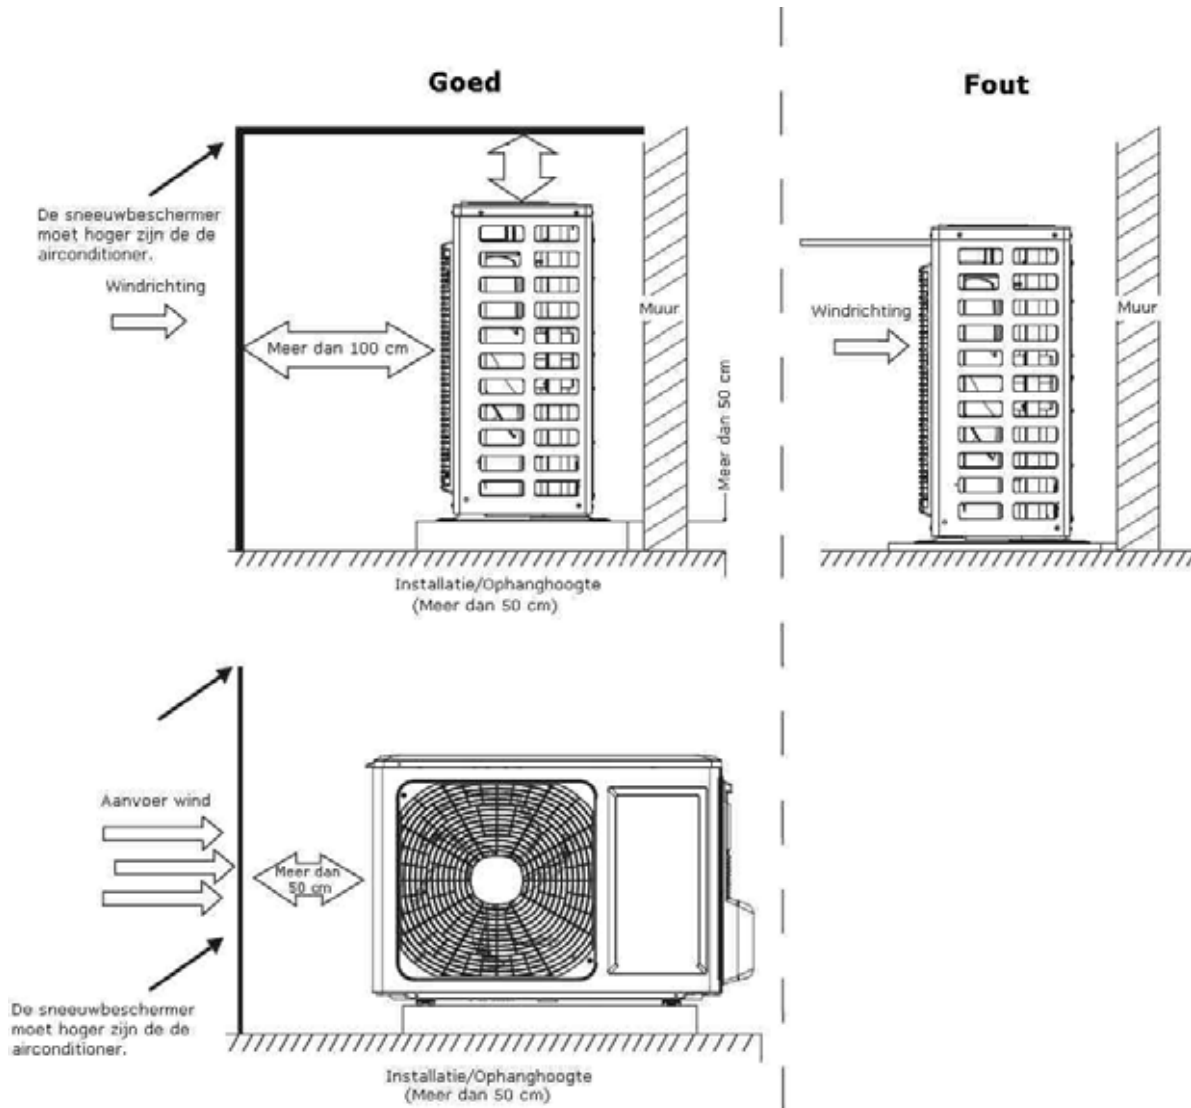 Goed
Fout
De sneeuwbeschermer
moet hoger zijn de de
airconditioner.
Windrichting
Meer dan 100 cm
Muur
Meer dan 50 cm
Windrichting
Muur
Installatie/Ophanghoogte
(Meer dan 50 cm)
Aanvoer wind
Meer dan
50 cm
De sneeuwbeschermer
moet hoger zijn de de
airconditioner.
Installatie/Ophanghoogte
(Meer dan 50 cm)